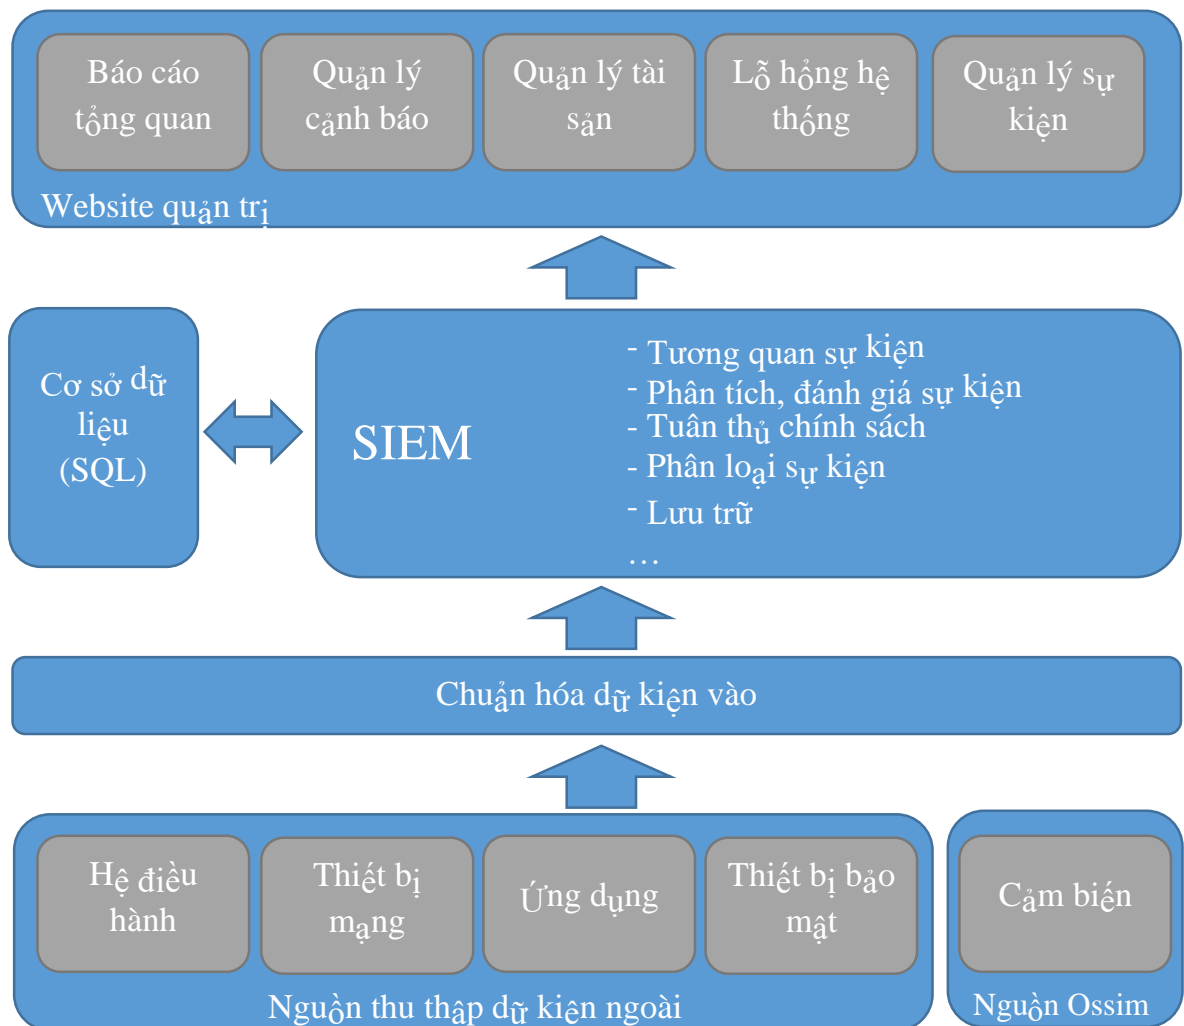 Báo cáo
tổng quan
Quản lý
cảnh báo
Quản lý tài
sản
Lỗ hổng hệ
thống
Quản lý sự
kiện
Website quản trị
Cơ sở dữ
liệu
(SQL)
SIEM
- Tương quan sự kiện
- Phân tích, đánh giá sự kiện
- Tuân thủ chính sách
- Phân loại sự kiện
- Lưu trữ
…
Chuẩn hóa dữ kiện vào
Hệ điều
hành
Thiết bị
mạng
Ứng dụng
Thiết bị bảo
mật
Cảm biến
Nguồn thu thập dữ kiện ngoài
Nguồn Ossim